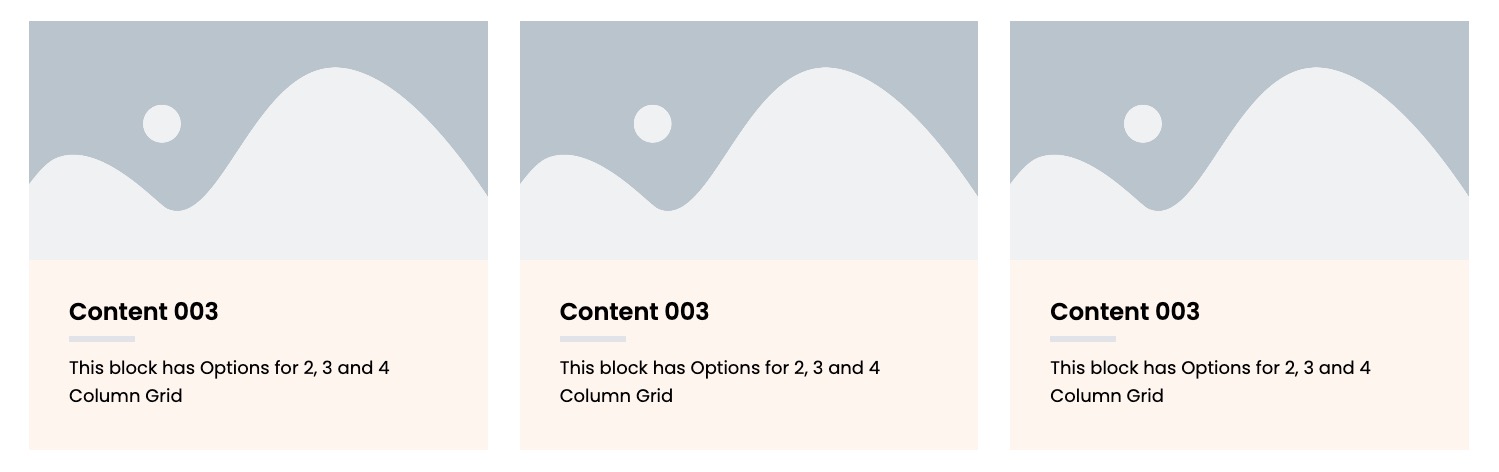 Content 003
This block has Options for 2, 3 and 4
Column Grid
Content 003
This block has Options for 2, 3 and 4
Column Grid
Content 003
This block has Options for 2, 3 and 4
Column Grid